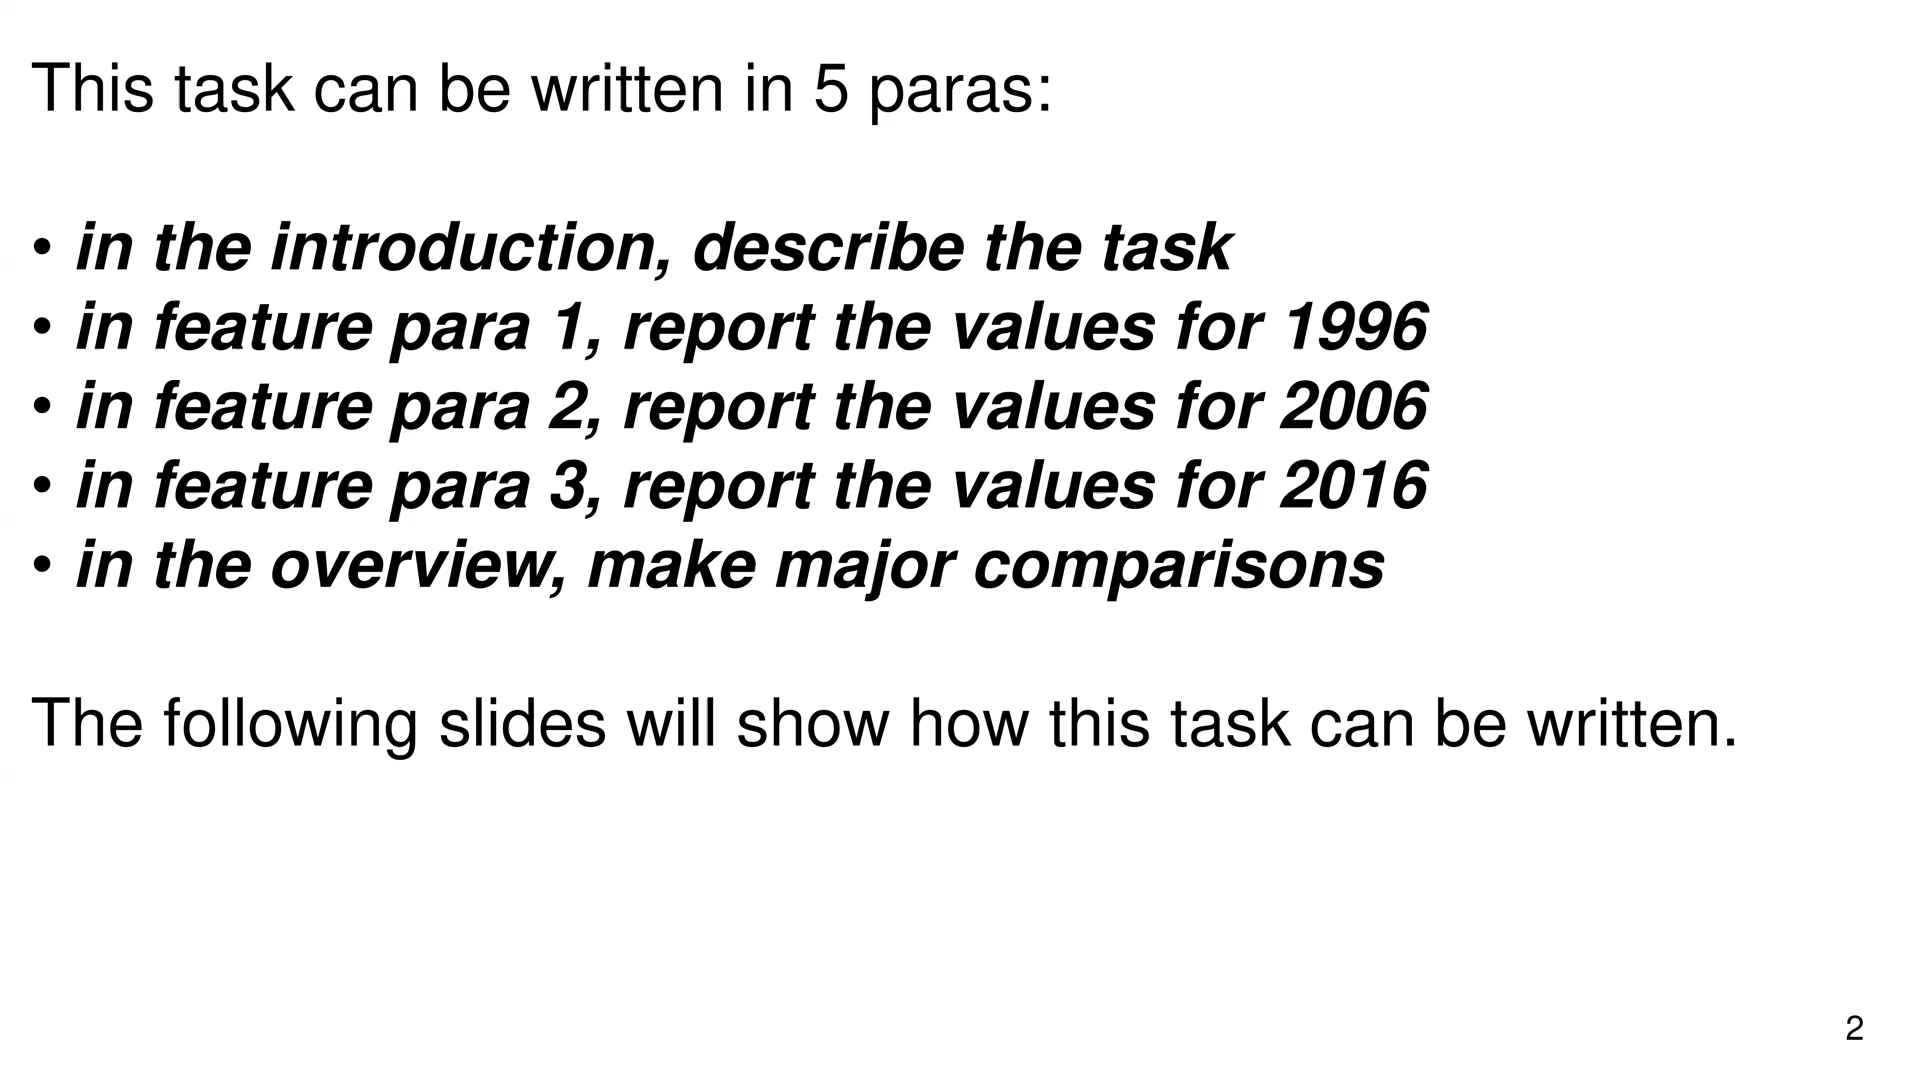 This task can be written in 5 paras:
• in the introduction, describe the task
• in feature para 1, report the values for 1996
• in feature para 2, report the values for 2006
• in feature para 3, report the values for 2016
• in the overview, make major comparisons
The following slides will show how this task can be written.
2